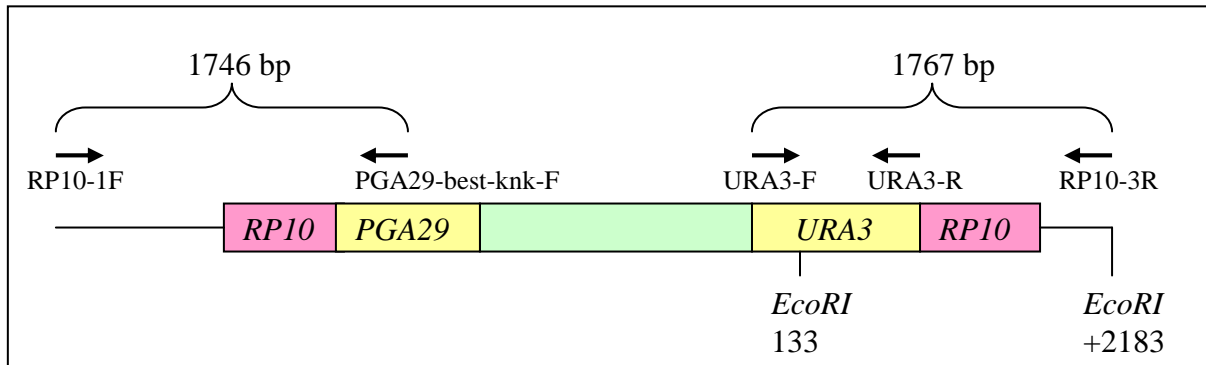 1746 bp 1767 bp
RP10-1F PGA29-best-knk-F URA3-F URA3-R RP10-3R
RP10 PGA29 URA3 RP10
EcoRI EcoRI
133 +2183